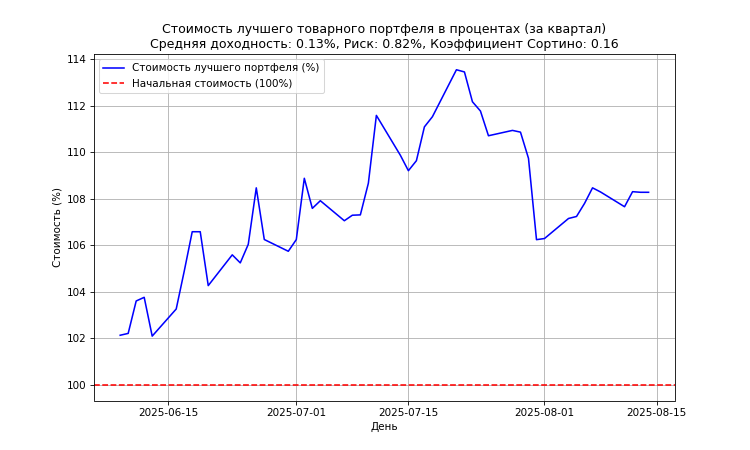 Стоимость лучшего товарного портфеля в процентах (за квартал)
Средняя доходность: 0.13%, Риск: 0.82%, Коэффициент Сортино: 0.16
Стоимость лучшего портфеля (%)
Начальная стоимость (100%)
Стоимость (%)
114
112
110
108
106
104
102
100
2025-06-15
2025-07-01
2025-07-15
2025-08-01
2025-08-15
День